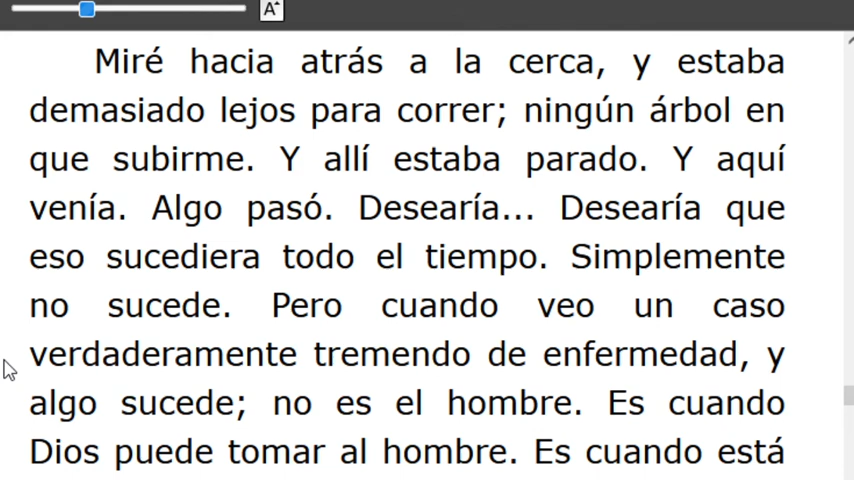 A
Miré hacia atrás a la cerca, y estaba
demasiado lejos para correr; ningún árbol en
que subirme. Y allí estaba parado. Y aquí
venía. Algo pasó. Desearía... Desearía que
eso sucediera todo el tiempo. Simplemente
no sucede. Pero cuando veo un caso
verdaderamente tremendo de enfermedad, y
algo sucede; no es el hombre. Es cuando
Dios puede tomar al hombre. Es cuando está